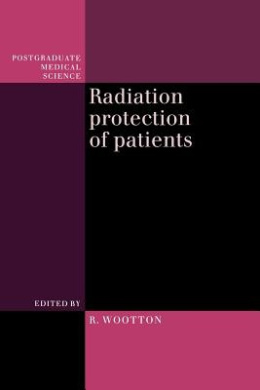 POSTGRADUATE
MEDICAL
SCIENCE
Radiation
protection
of patients
EDITED BY
R. WOOTTON